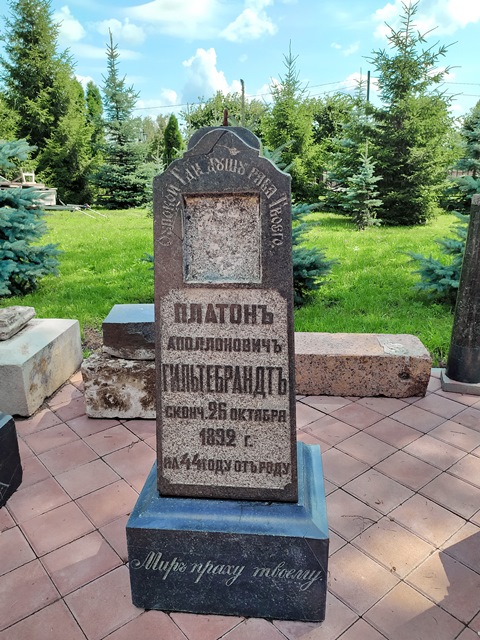 Упокой Г‑ди душу раба Твоего.
ПЛАТОНЪ
АПОЛЛОНОВИЧЪ
ГИЛЬТЕБРАНДТЪ
СКОНЧ. 26 ОКТЯБРЯ
1892 Г.
НА 44 ГОДУ ОТЪ РОДУ
Миръ праху твоему.